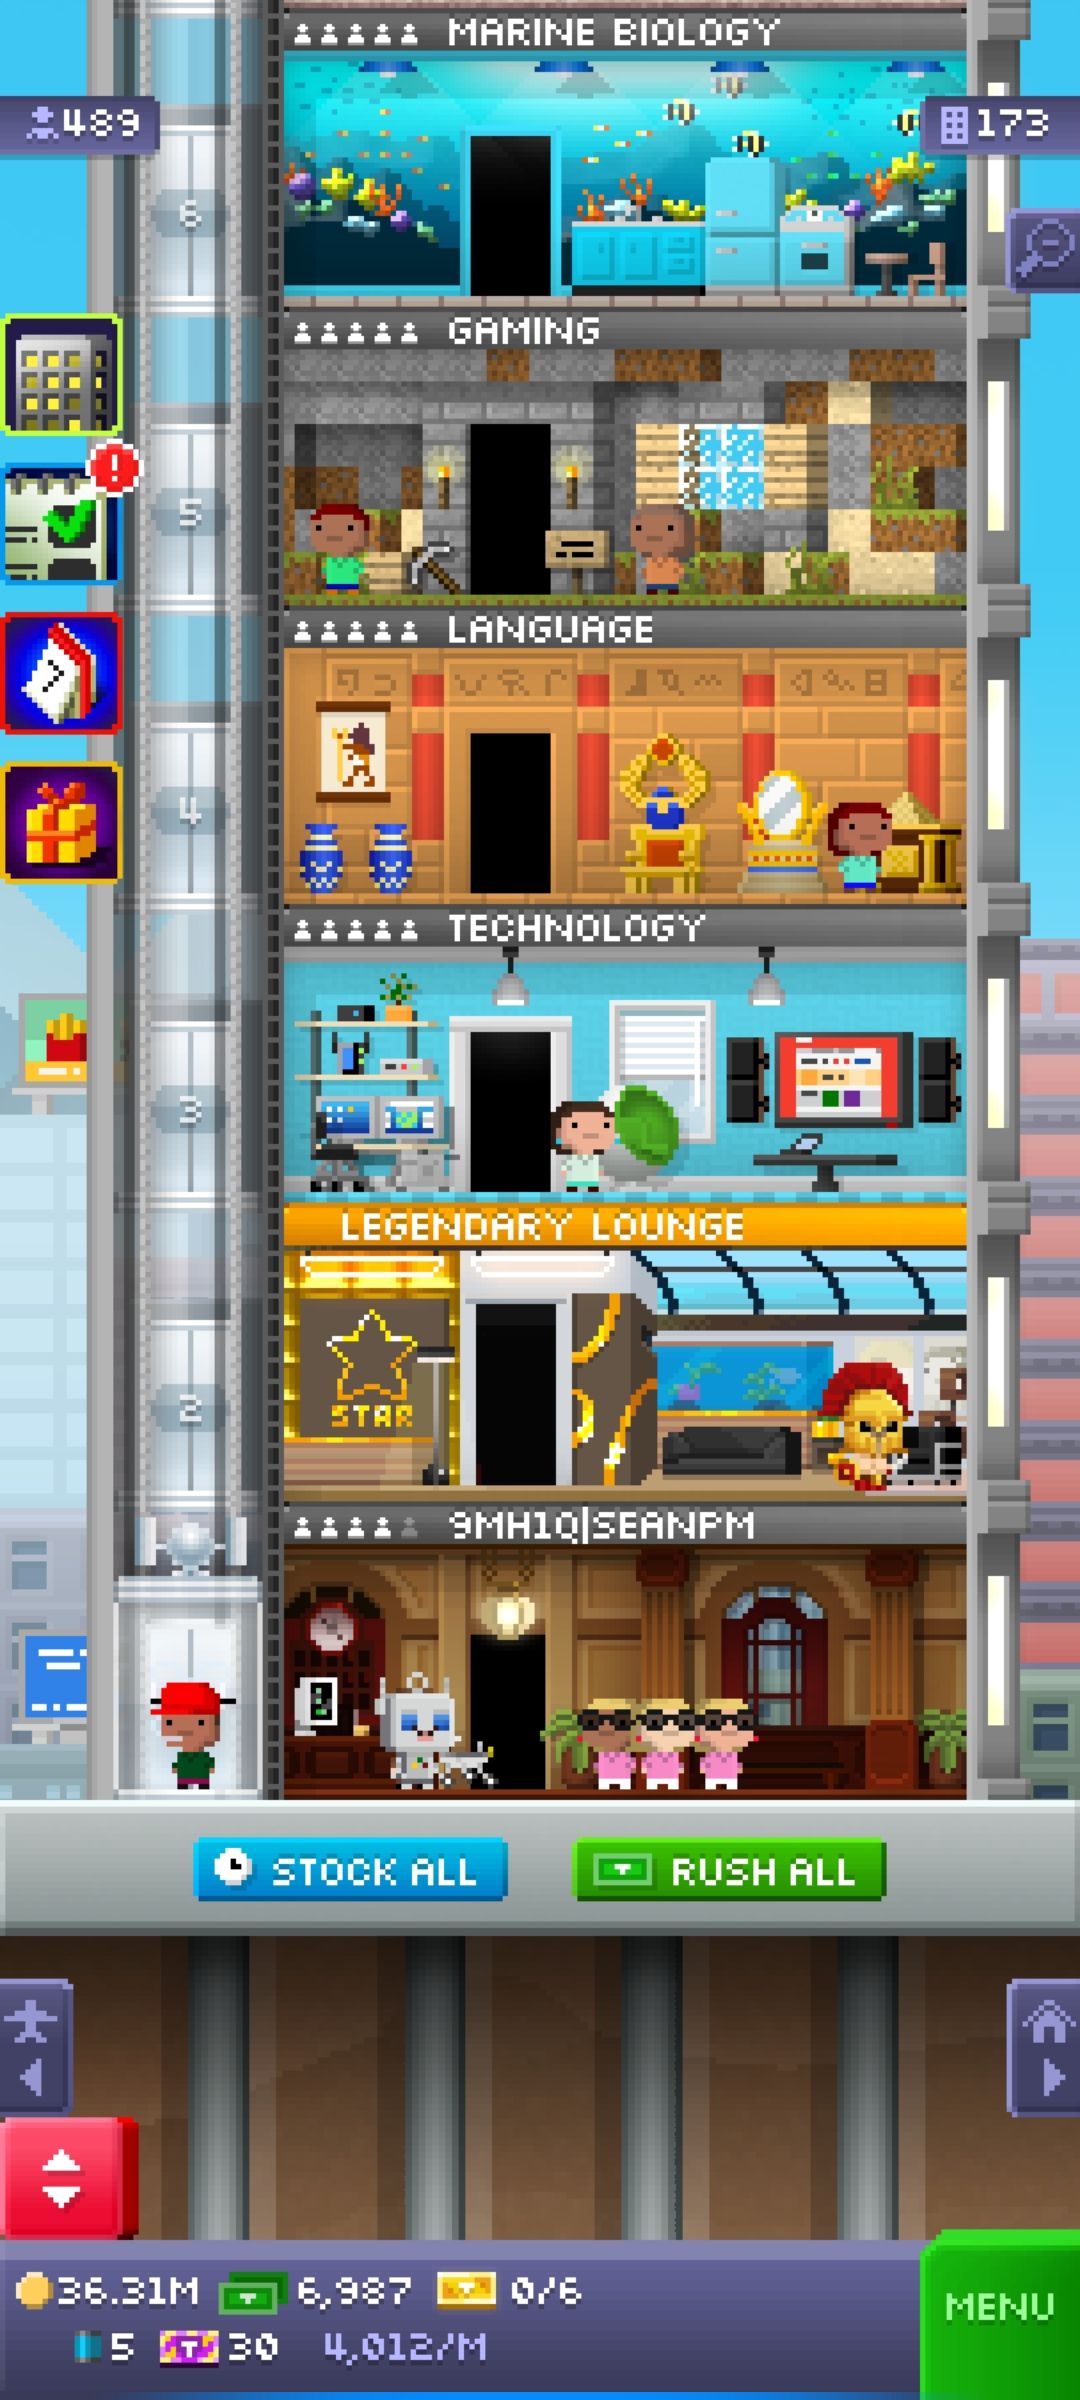 MARINE BIOLOGY
489
173
6
GAMING
5
LANGUAGE
4
TECHNOLOGY
3
LEGENDARY LOUNGE
STAR
2
9MH1Q|SEANPM
STOCK ALL
RUSH ALL
36.31M 6,987 0/6
MENU
5 30 4,012/M